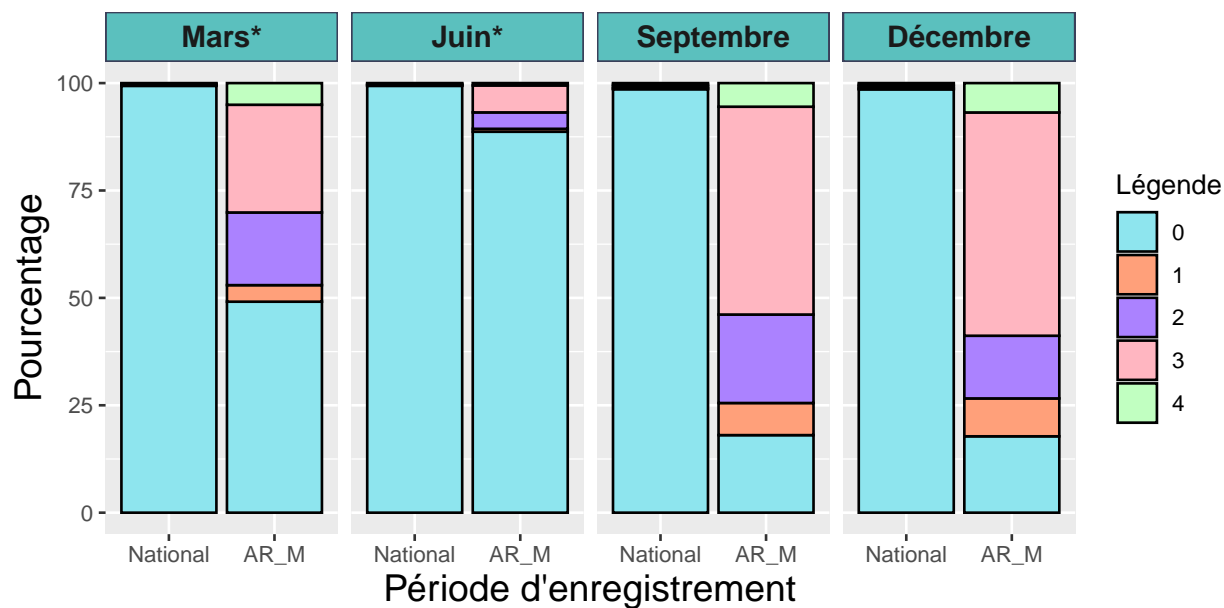 Mars* Juin* Septembre Décembre
Pourcentage
100
75
50
25
0
National AR_M National AR_M National AR_M National AR_M
Période d'enregistrement
Légende
0
1
2
3
4